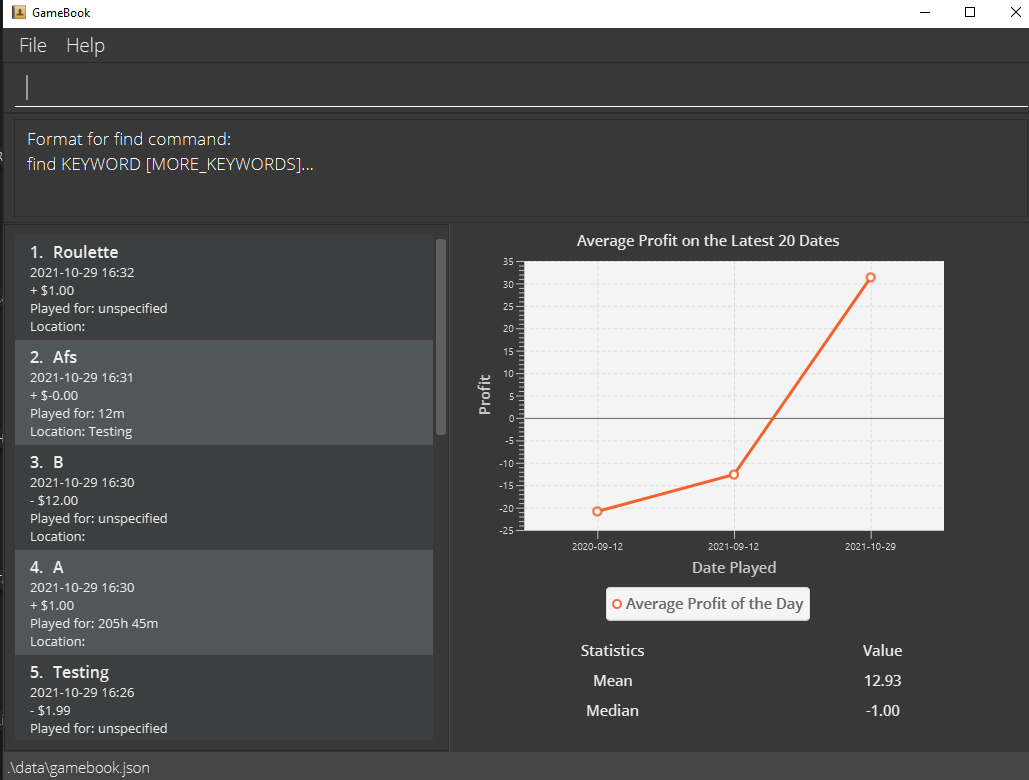 GameBook
File Help
Format for find command:
find KEYWORD [MORE_KEYWORDS]...
1. Roulette
2021-10-29 16:32
+ $1.00
Played for: unspecified
Location:
2. Afs
2021-10-29 16:31
+ $-0.00
Played for: 12m
Location: Testing
3. B
2021-10-29 16:30
- $12.00
Played for: unspecified
Location:
4. A
2021-10-29 16:30
+ $1.00
Played for: 205h 45m
Location:
5. Testing
2021-10-29 16:26
- $1.99
Played for: unspecified
Average Profit on the Latest 20 Dates
35
30
25
20
15
10
5
0
-5
-10
-15
-20
-25
Profit
2020-09-12 2021-09-12 2021-10-29
Date Played
Average Profit of the Day
Statistics Value
Mean 12.93
Median -1.00
.\data\gamebook.json